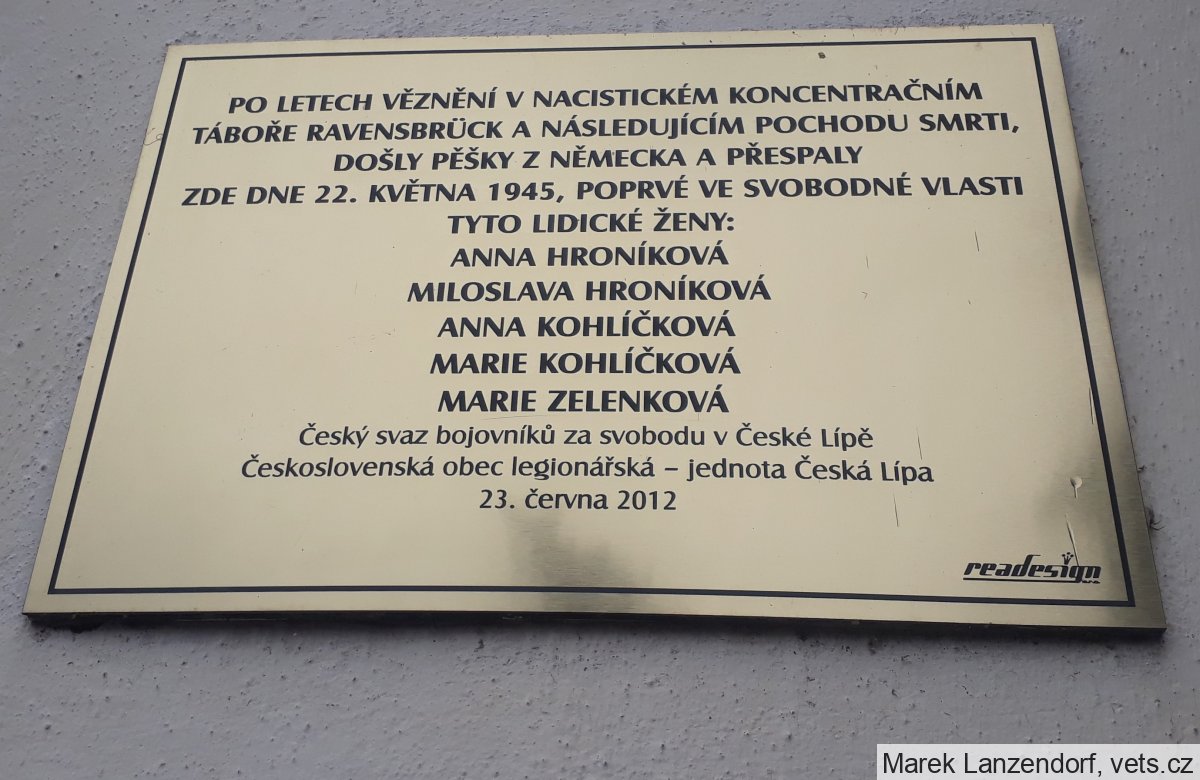 PO LETECH VĚZNĚNÍ V NACISTICKÉM KONCENTRAČNÍM
TÁBOŘE RAVENSBRÜCK A NÁSLEDUJÍCÍM POCHODU SMRTI,
DOŠLY PĚŠKY Z NĚMECKA A PŘESPALY
ZDE DNE 22. KVĚTNA 1945, POPRVÉ VE SVOBODNÉ VLASTI
TYTO LIDICKÉ ŽENY:
ANNA HRONÍKOVÁ
MILOSLAVA HRONÍKOVÁ
ANNA KOHLÍČKOVÁ
MARIE KOHLÍČKOVÁ
MARIE ZELENKOVÁ
Český svaz bojovníků za svobodu v České Lípě
Československá obec legionářská – jednota Česká Lípa
23. června 2012
readesign
Marek Lanzendorf, vets.cz